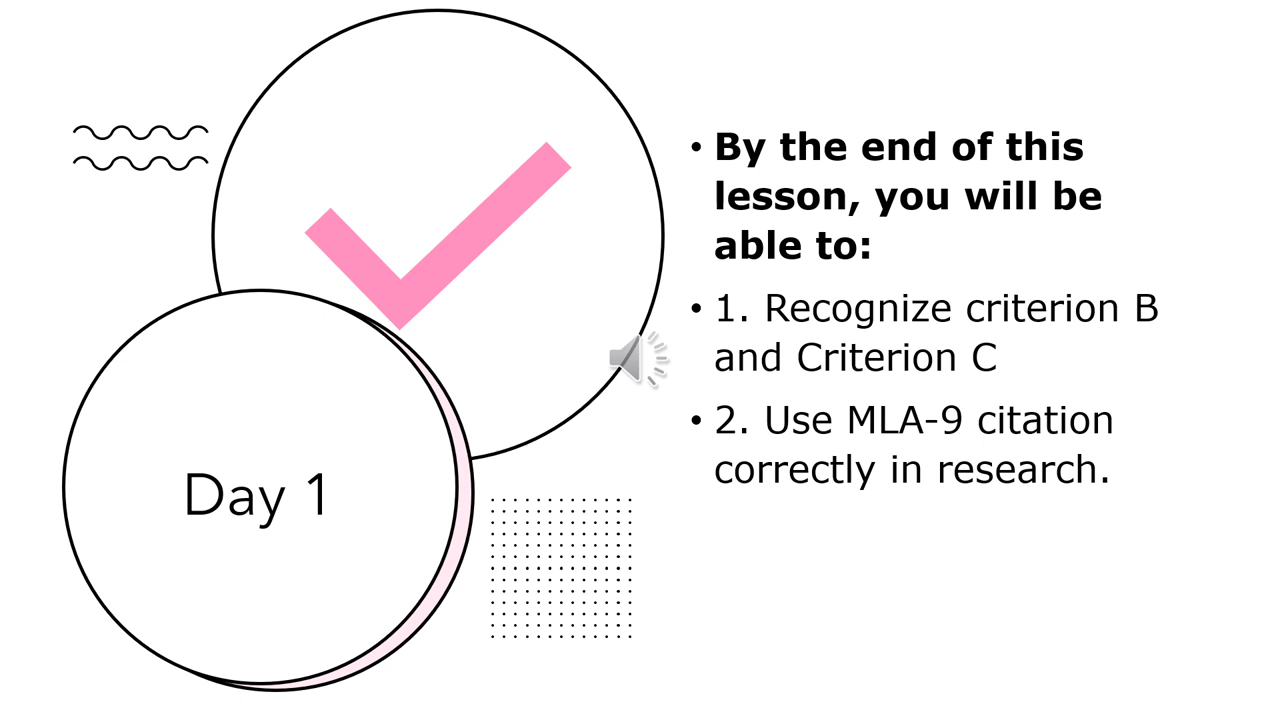 Day 1
• By the end of this
lesson, you will be
able to:
• 1. Recognize criterion B
and Criterion C
• 2. Use MLA-9 citation
correctly in research.